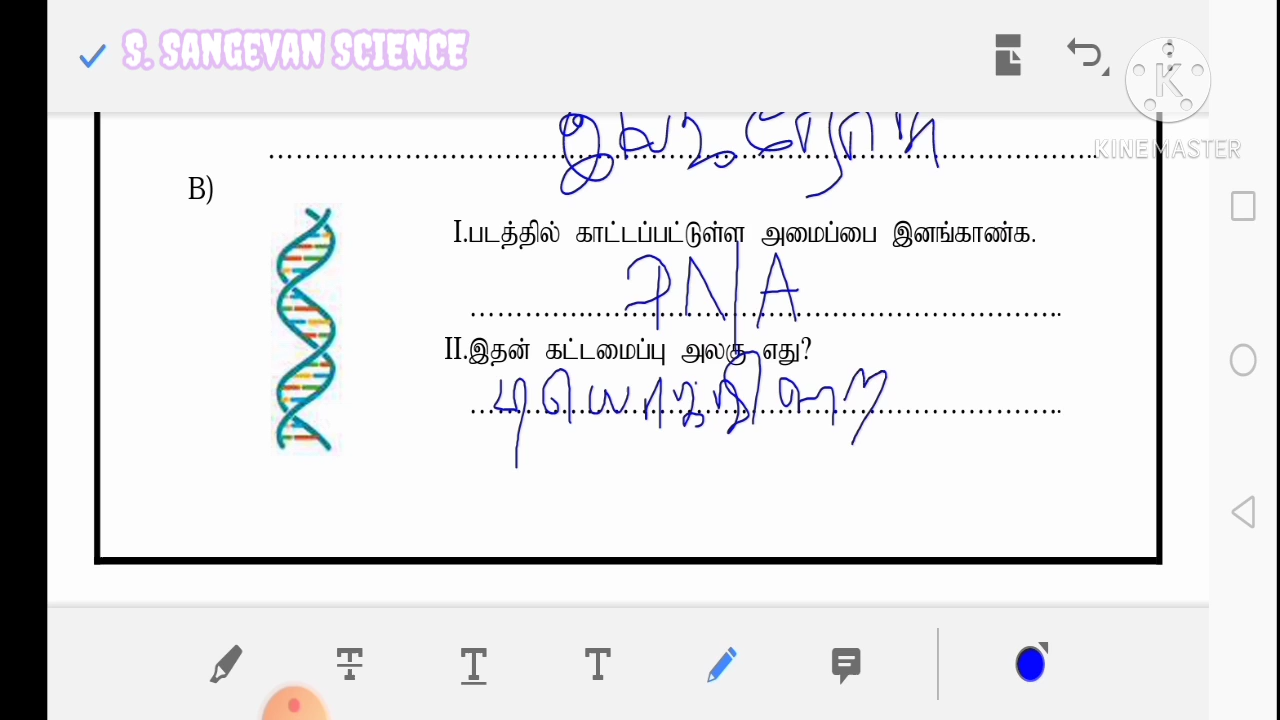 S. SANGEVAN SCIENCE
KINEMASTER
B)
I.படத்தில் காட்டப்பட்டுள்ள அமைப்பை இனங்காண்க.
DNA
II.இதன் கட்டமைப்பு அலகு எது?